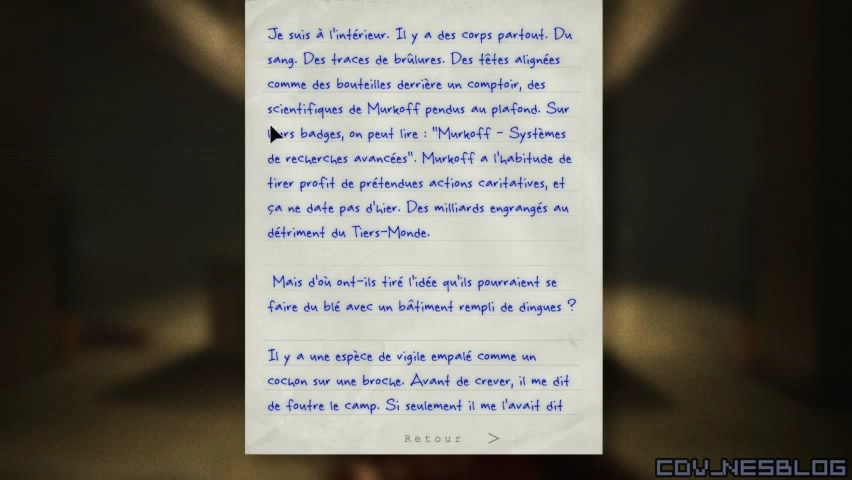 Je suis à l'intérieur. Il y a des corps partout. Du
sang. Des traces de brûlures. Des têtes alignées
comme des bouteilles derrière un comptoir, des
scientifiques de Murkoff pendus au plafond. Sur
leurs badges, on peut lire : "Murkoff - Systèmes
de recherches avancées". Murkoff a l'habitude de
tirer profit de prétendues actions caritatives, et
ça ne date pas d'hier. Des milliards engrangés au
détriment du Tiers-Monde.
Mais d'où ont-ils tiré l'idée qu'ils pourraient se
faire du blé avec un bâtiment rempli de dingues ?
Il y a une espèce de vigile empalé comme un
cochon sur une broche. Avant de crever, il me dit
de foutre le camp. Si seulement il me l'avait dit
Retour >
CDV_NESBLOG